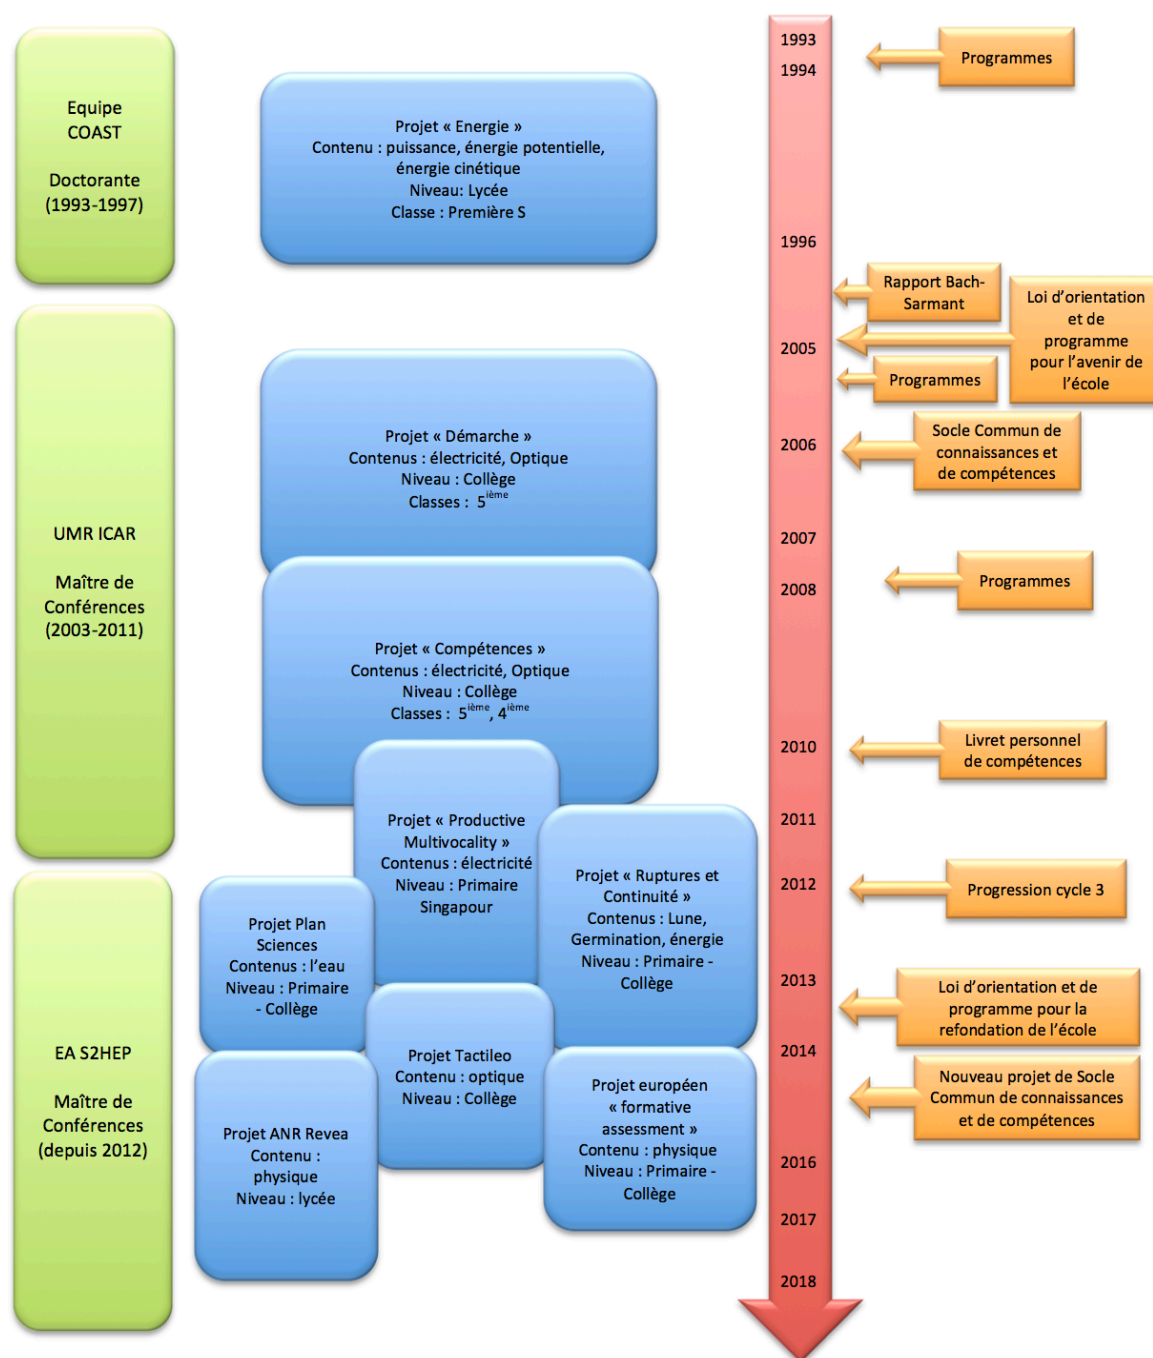 Equipe
COAST
Doctorante
(1993-1997)
UMR ICAR
Maître de
Conférences
(2003-2011)
EA S2HEP
Maître de
Conférences
(depuis 2012)
Projet « Energie »
Contenu : puissance, énergie potentielle,
énergie cinétique
Niveau: Lycée
Classe : Première S
Projet « Démarche »
Contenus : électricité, Optique
Niveau : Collège
Classes : 5ième
Projet « Compétences »
Contenus : électricité, Optique
Niveau : Collège
Classes : 5ième, 4ième
Projet « Productive
Multivocality »
Contenus : électricité
Niveau : Primaire
Singapour
Projet « Ruptures et
Continuité »
Contenus : Lune,
Germination, énergie
Niveau : Primaire -
Collège
Projet Plan
Sciences
Contenus : l’eau
Niveau : Primaire
- Collège
Projet Tactileo
Contenu : optique
Niveau : Collège
Projet européen
« formative
assessment »
Contenu : physique
Niveau : Primaire -
Collège
Projet ANR Revea
Contenu :
physique
Niveau : lycée
1993
1994
1996
2005
2006
2007
2008
2010
2011
2012
2013
2014
2016
2017
2018
Programmes
Rapport Bach-
Sarmant
Loi d’orientation
et de
programme
pour l’avenir de
l’école
Programmes
Socle Commun de
connaissances et
de compétences
Programmes
Livret personnel
de compétences
Progression cycle 3
Loi d’orientation et de
programme pour la
refondation de l’école
Nouveau projet de Socle
Commun de connaissances
et de compétences